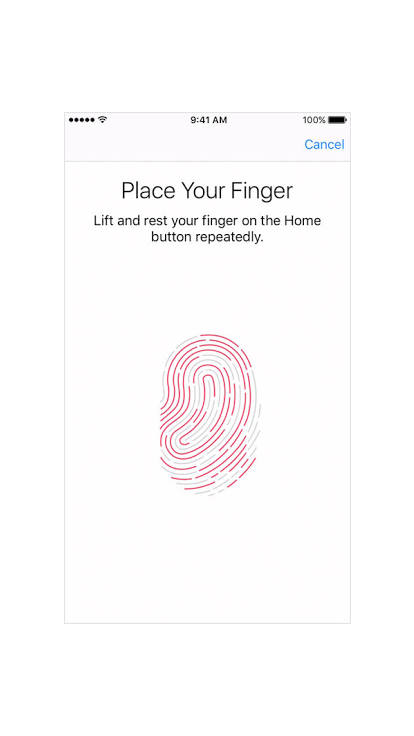 9:41 AM
100%
Cancel
Place Your Finger
Lift and rest your finger on the Home
button repeatedly.